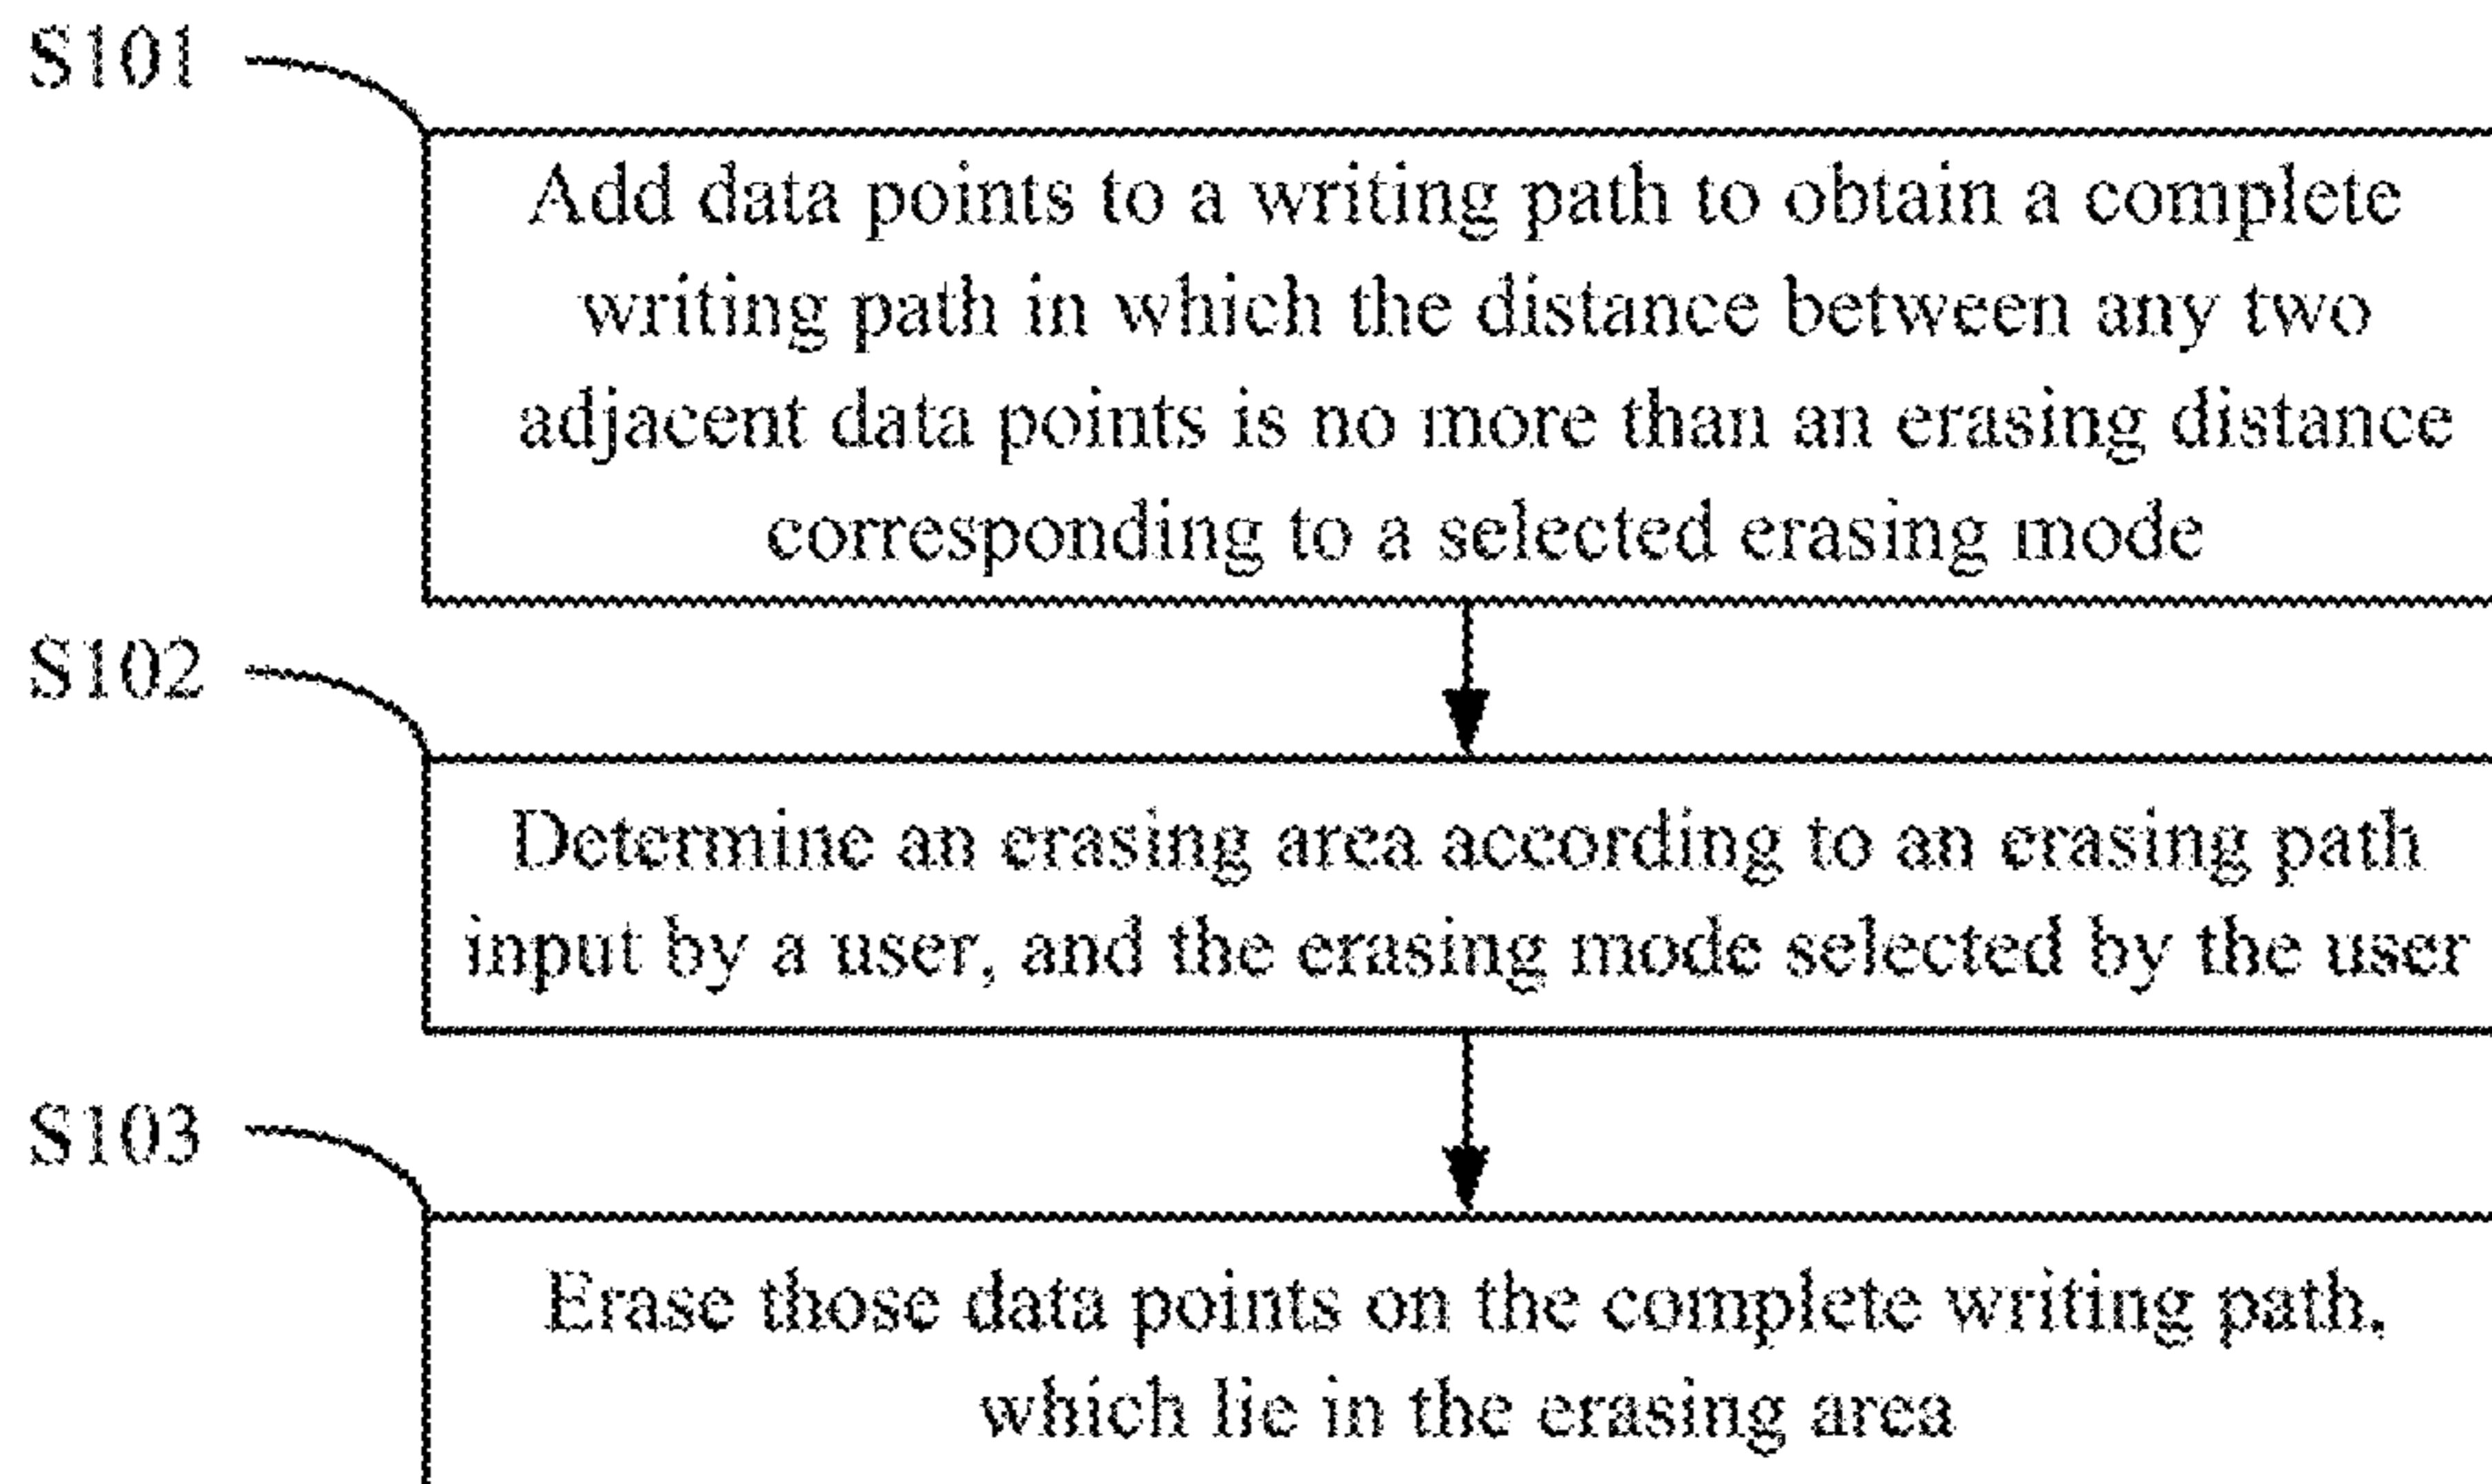 S101
Add data points to a writing path to obtain a complete
writing path in which the distance between any two
adjacent data points is no more than an erasing distance
corresponding to a selected erasing mode
S102
Determine an erasing area according to an erasing path
input by a user, and the erasing mode selected by the user
S103
Erase those data points on the complete writing path,
which lie in the erasing area